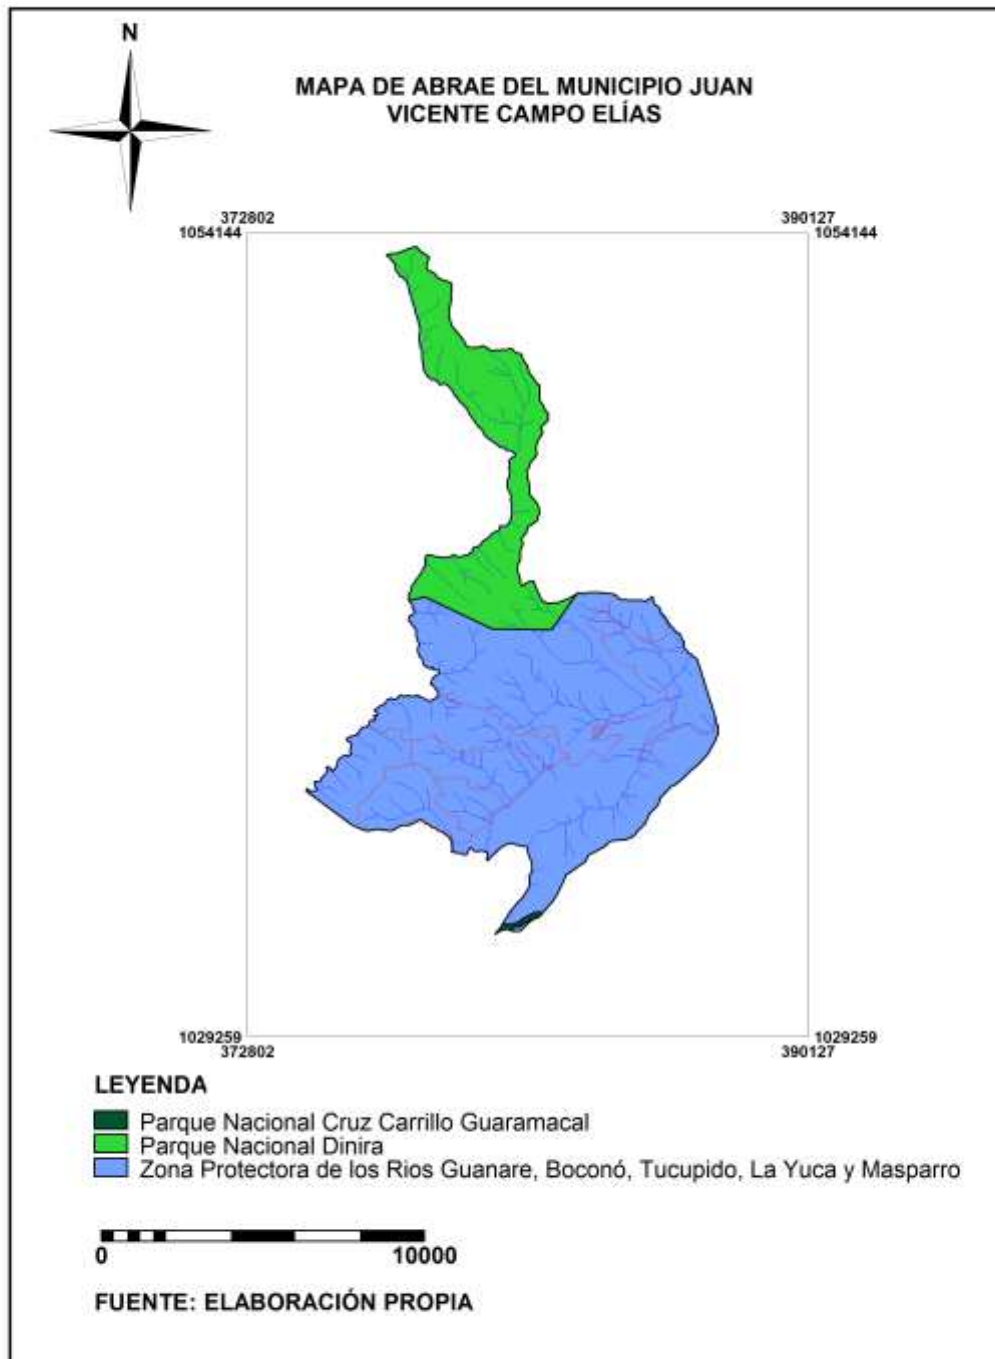 N
MAPA DE ABRAE DEL MUNICIPIO JUAN
VICENTE CAMPO ELÍAS
372802
390127
1054144
1054144
1029259
1029259
372802
390127
LEYENDA
Parque Nacional Cruz Carrillo Guaramacal
Parque Nacional Dinira
Zona Protectora de los Rios Guanare, Boconó, Tucupido, La Yuca y Masparro
0
10000
FUENTE: ELABORACIÓN PROPIA